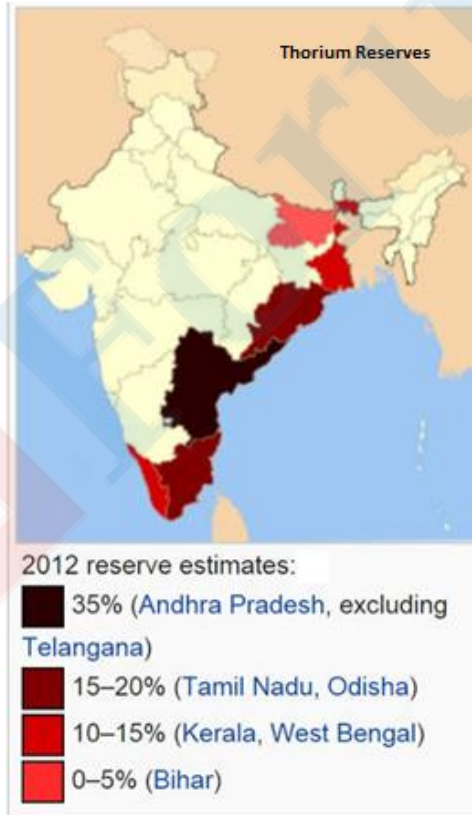 Thorium Reserves
2012 reserve estimates:
35% (Andhra Pradesh, excluding
Telangana)
15–20% (Tamil Nadu, Odisha)
10–15% (Kerala, West Bengal)
0–5% (Bihar)